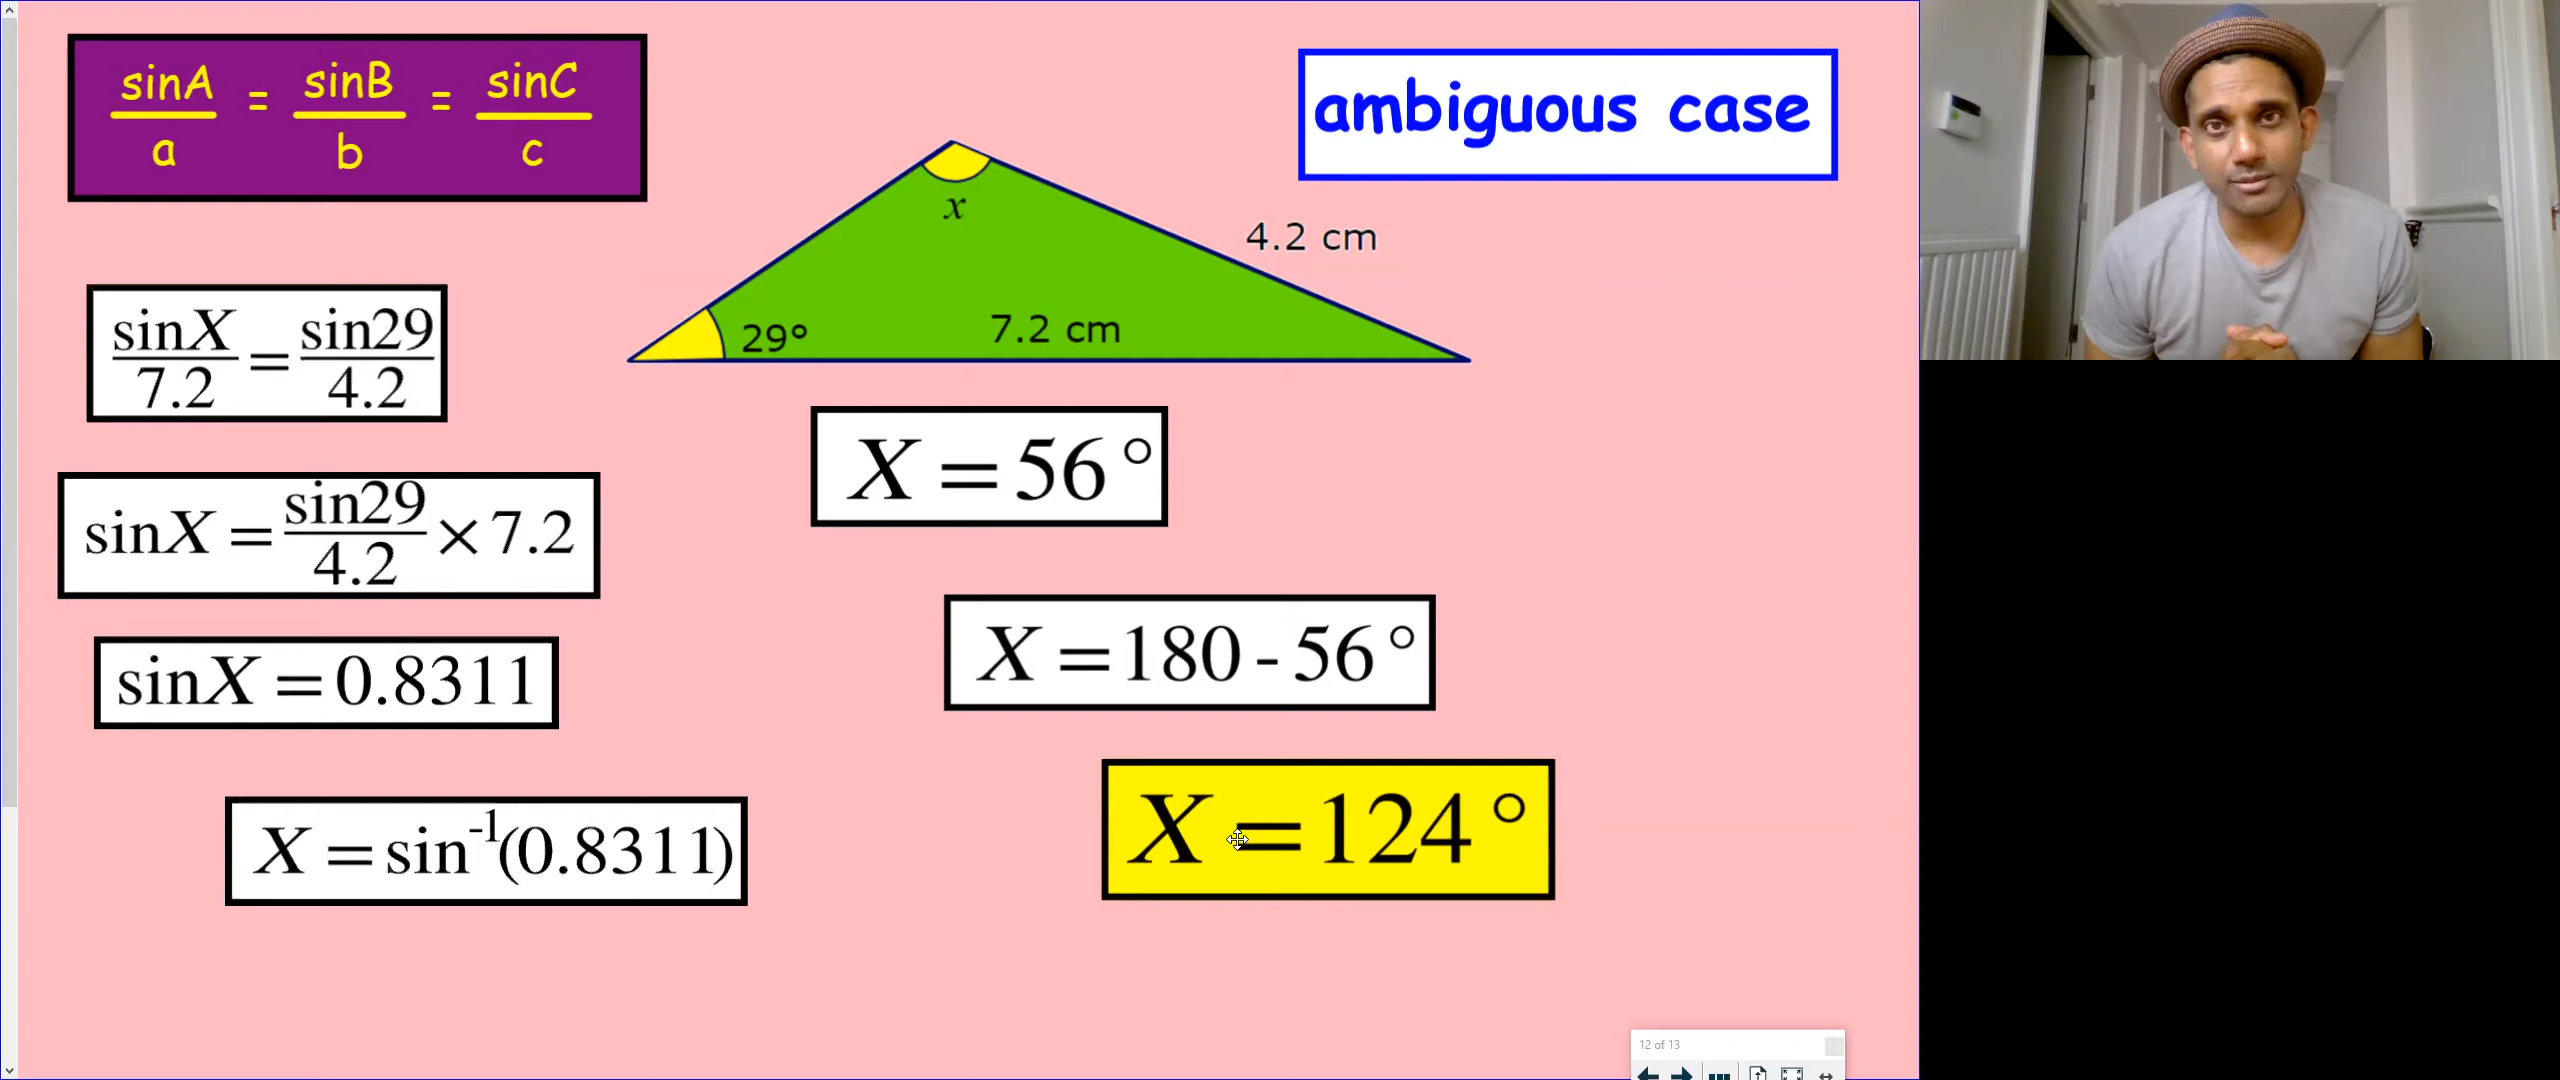 sinA/a = sinB/b = sinC/c
ambiguous case
x
4.2 cm
29°
7.2 cm
sinX/7.2 = sin29/4.2
X = 56°
sinX = sin29/4.2 × 7.2
X = 180 - 56°
sinX = 0.8311
X = 124°
X = sin⁻¹(0.8311)
12 of 13